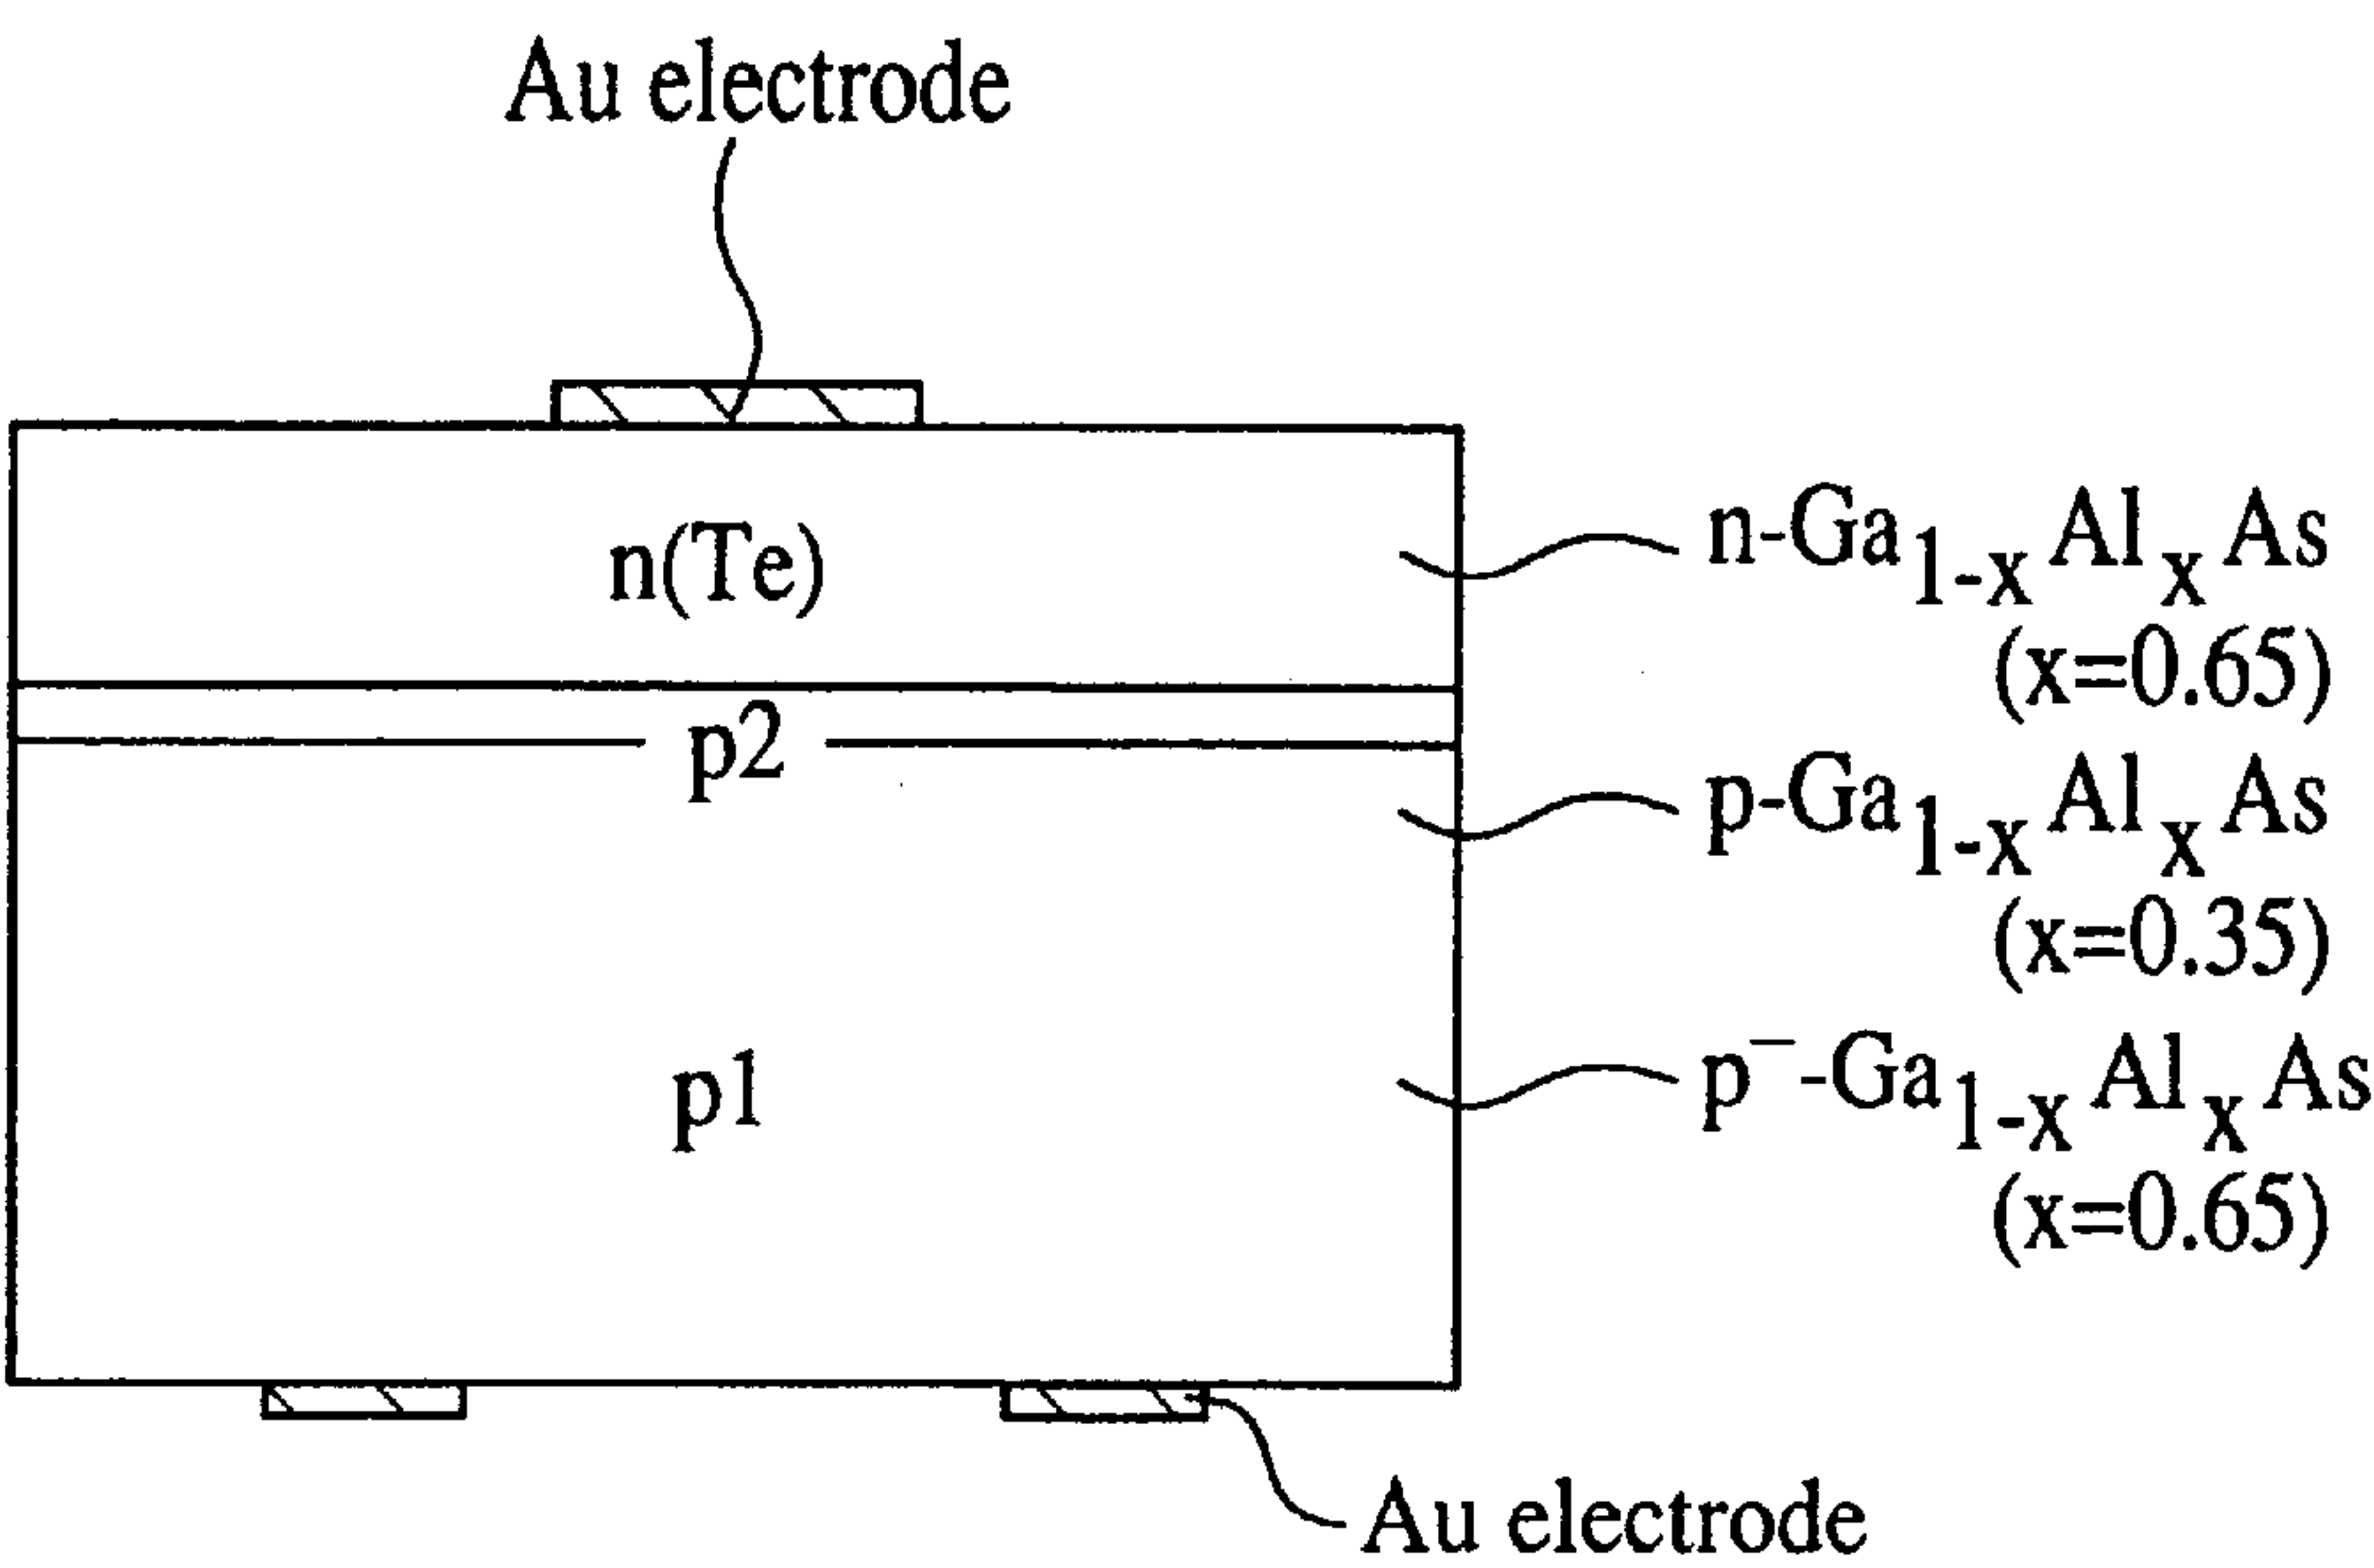 Au electrode
n(Te)
n-Ga1-xAlxAs
(x=0.65)
p2
p-Ga1-xAlxAs
(x=0.35)
p1
p⁻-Ga1-xAlxAs
(x=0.65)
Au electrode